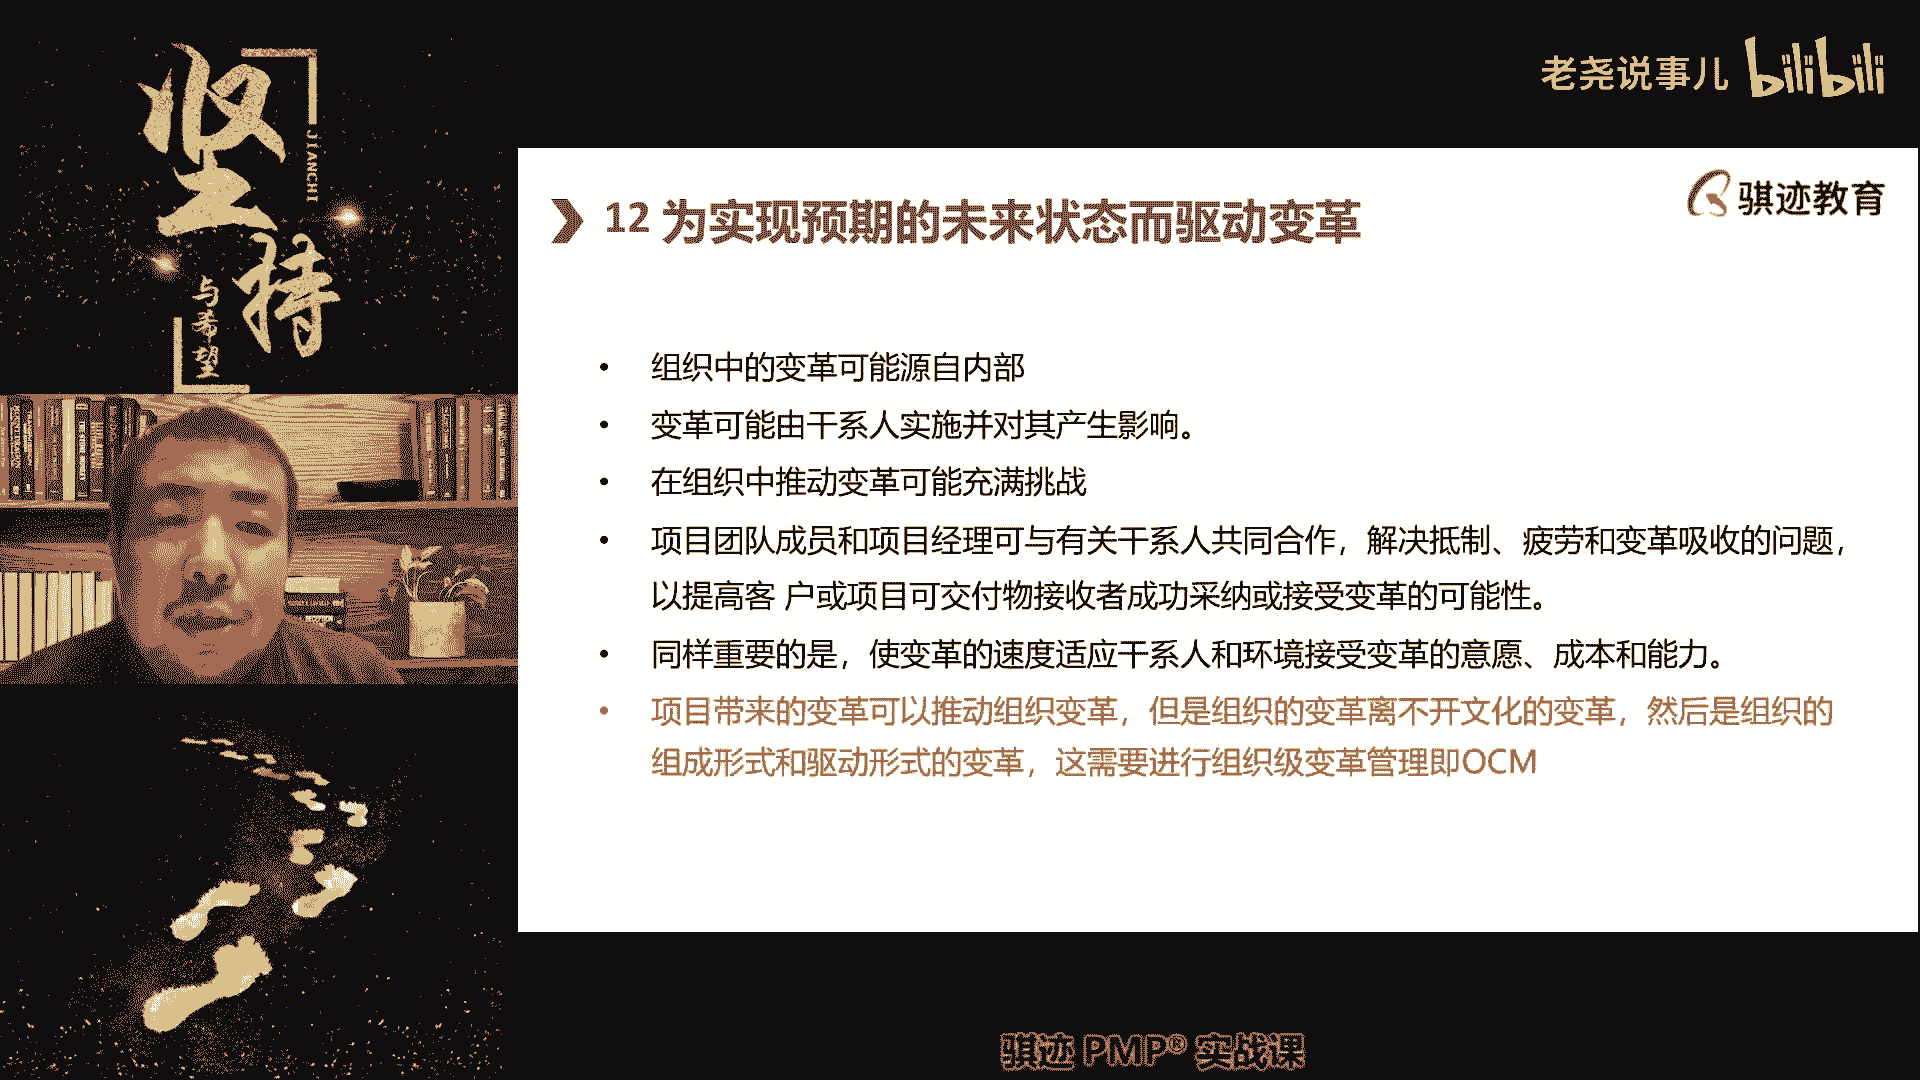 坚持
JIANCHI
与希望
老尧说事儿 bilibili
骐迹教育
12 为实现预期的未来状态而驱动变革
• 组织中的变革可能源自内部
• 变革可能由干系人实施并对其产生影响。
• 在组织中推动变革可能充满挑战
• 项目团队成员和项目经理可与有关干系人共同合作，解决抵制、疲劳和变革吸收的问题，
以提高客 户或项目可交付物接收者成功采纳或接受变革的可能性。
• 同样重要的是，使变革的速度适应干系人和环境接受变革的意愿、成本和能力。
• 项目带来的变革可以推动组织变革，但是组织的变革离不开文化的变革，然后是组织的
组成形式和驱动形式的变革，这需要进行组织级变革管理即OCM
骐迹 PMP® 实战课